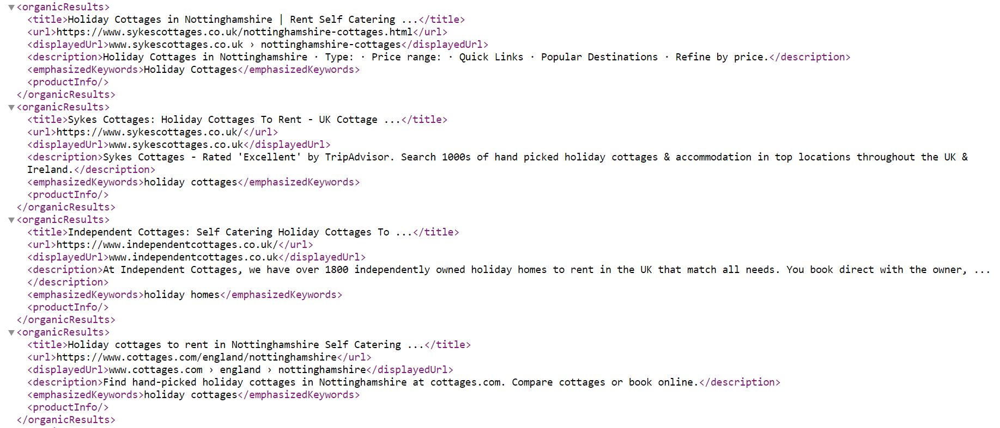 <organicResults>
<title>Holiday Cottages in Nottinghamshire | Rent Self Catering ...</title>
<url>https://www.sykescottages.co.uk/nottinghamshire-cottages.html</url>
<displayedUrl>www.sykescottages.co.uk › nottinghamshire-cottages</displayedUrl>
<description>Holiday Cottages in Nottinghamshire · Type: · Price range: · Quick Links · Popular Destinations · Refine by price.</description>
<emphasizedKeywords>Holiday Cottages</emphasizedKeywords>
<productInfo/>
</organicResults>
<organicResults>
<title>Sykes Cottages: Holiday Cottages To Rent - UK Cottage ...</title>
<url>https://www.sykescottages.co.uk/</url>
<displayedUrl>www.sykescottages.co.uk</displayedUrl>
<description>Sykes Cottages - Rated 'Excellent' by TripAdvisor. Search 1000s of hand picked holiday cottages & accommodation in top locations throughout the UK &
Ireland.</description>
<emphasizedKeywords>holiday cottages</emphasizedKeywords>
<productInfo/>
</organicResults>
<organicResults>
<title>Independent Cottages: Self Catering Holiday Cottages To ...</title>
<url>https://www.independentcottages.co.uk/</url>
<displayedUrl>www.independentcottages.co.uk</displayedUrl>
<description>At Independent Cottages, we have over 1800 independently owned holiday homes to rent in the UK that match all needs. You book direct with the owner, ...
</description>
<emphasizedKeywords>holiday homes</emphasizedKeywords>
<productInfo/>
</organicResults>
<organicResults>
<title>Holiday cottages to rent in Nottinghamshire Self Catering ...</title>
<url>https://www.cottages.com/england/nottinghamshire</url>
<displayedUrl>www.cottages.com › england › nottinghamshire</displayedUrl>
<description>Find hand-picked holiday cottages in Nottinghamshire at cottages.com. Compare cottages or book online.</description>
<emphasizedKeywords>holiday cottages</emphasizedKeywords>
<productInfo/>
</organicResults>